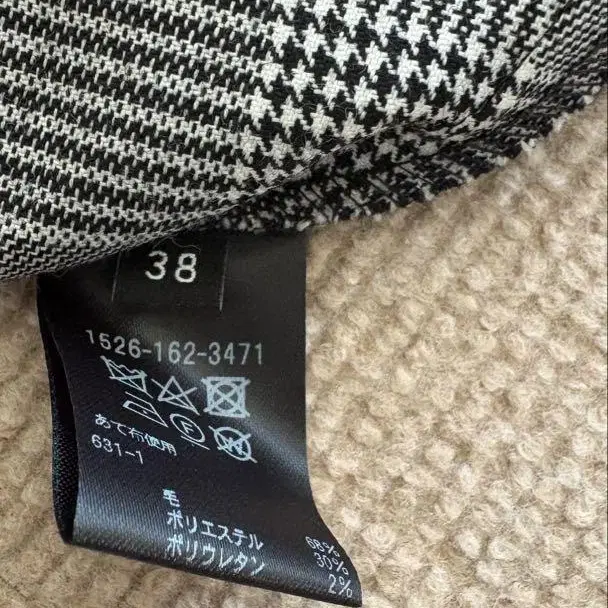 38
1526-162-3471
F
W
あて布使用
631-1
毛 68%
ポリエステル 30%
ポリウレタン 2%